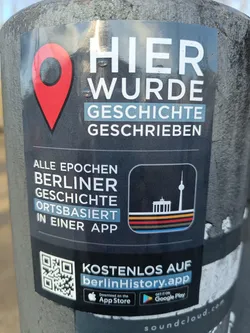 HIER
WURDE
GESCHICHTE
GESCHRIEBEN
ALLE EPOCHEN
BERLINER
GESCHICHTE
ORTSBASIERT
IN EINER APP
KOSTENLOS AUF
berlinHistory.app
App Store
Google Play
soundcloud.com